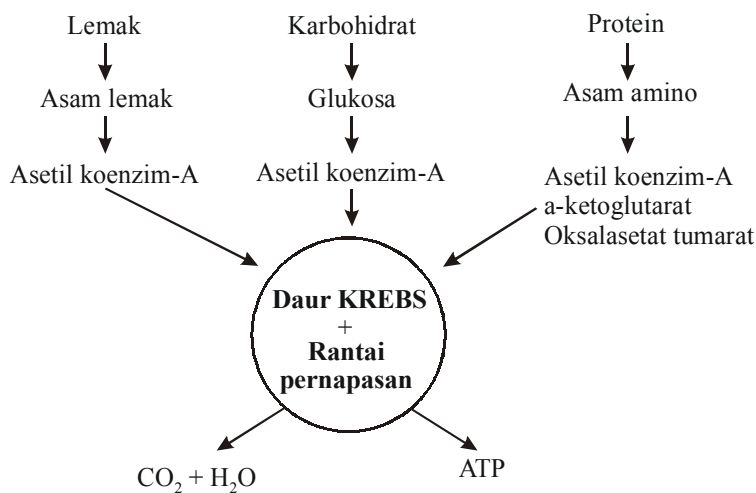 Lemak
Asam lemak
Asetil koenzim-A
Karbohidrat
Glukosa
Asetil koenzim-A
Protein
Asam amino
Asetil koenzim-A
a-ketoglutarat
Oksalasetat tumarat
Daur KREBS
+
Rantai
pernapasan
CO₂ + H₂O
ATP